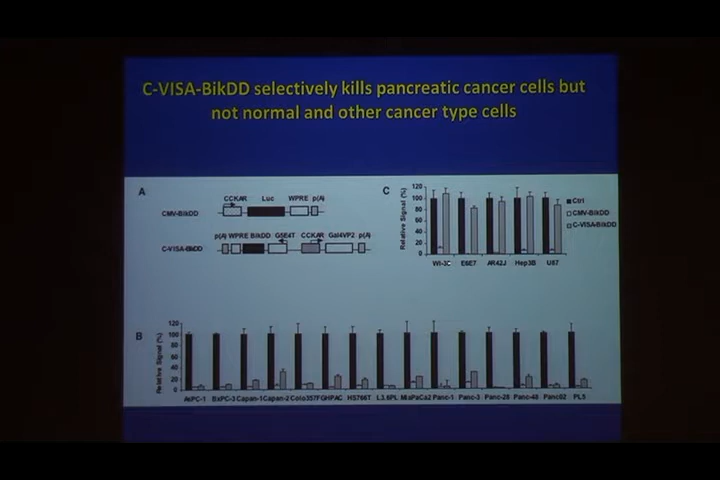 C-VISA-BikDD selectively kills pancreatic cancer cells but
not normal and other cancer type cells
A
CCKAR Luc WPRE p(A)
CMV-BikDD
p(A) WPRE BikDD G5E4T CCKAR Gal4VP2 p(A)
C-VISA-BikDD
C
Relative Signal (%)
120
100
80
60
40
20
0
WI-38 E6E7 AR42J Hep3B U87
Ctrl
CMV-BikDD
C-VISA-BikDD
B
Relative Signal (%)
120
100
80
60
40
20
0
AsPC-1 BxPC-3 Capan-1 Capan-2 Colo357FG HPAC HS766T L3.6PL MiaPaCa2 Panc-1 Panc-3 Panc-28 Panc-48 Panc02 PL5